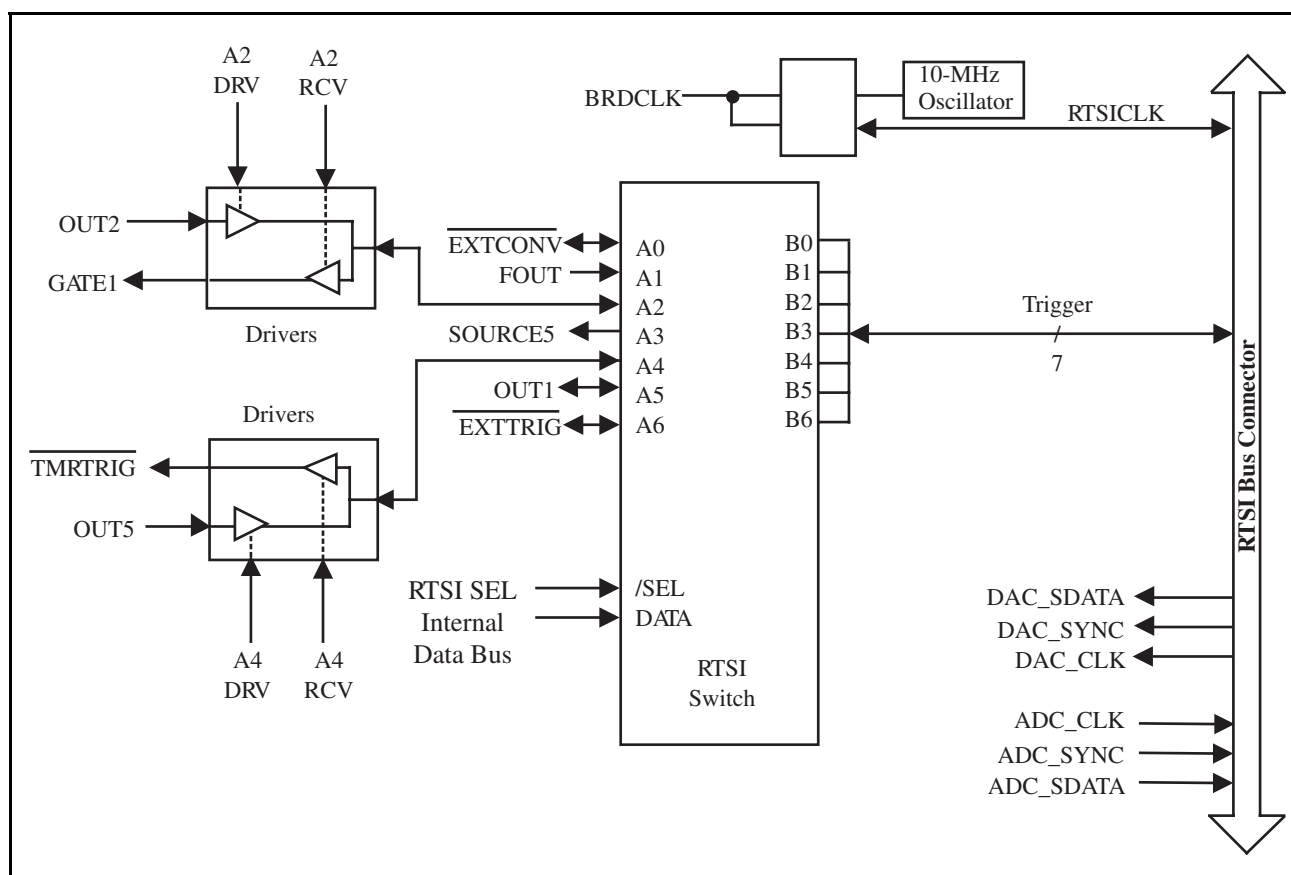 A2
DRV
A2
RCV
OUT2
GATE1
Drivers
Drivers
TMRTRIG
OUT5
A4
DRV
A4
RCV
BRDCLK
10-MHz
Oscillator
RTSICLK
EXTCONV
FOUT
SOURCE5
OUT1
EXTTRIG
A0
A1
A2
A3
A4
A5
A6
B0
B1
B2
B3
B4
B5
B6
RTSI SEL
Internal
Data Bus
/SEL
DATA
RTSI
Switch
Trigger
/
7
RTSI Bus Connector
DAC_SDATA
DAC_SYNC
DAC_CLK
ADC_CLK
ADC_SYNC
ADC_SDATA